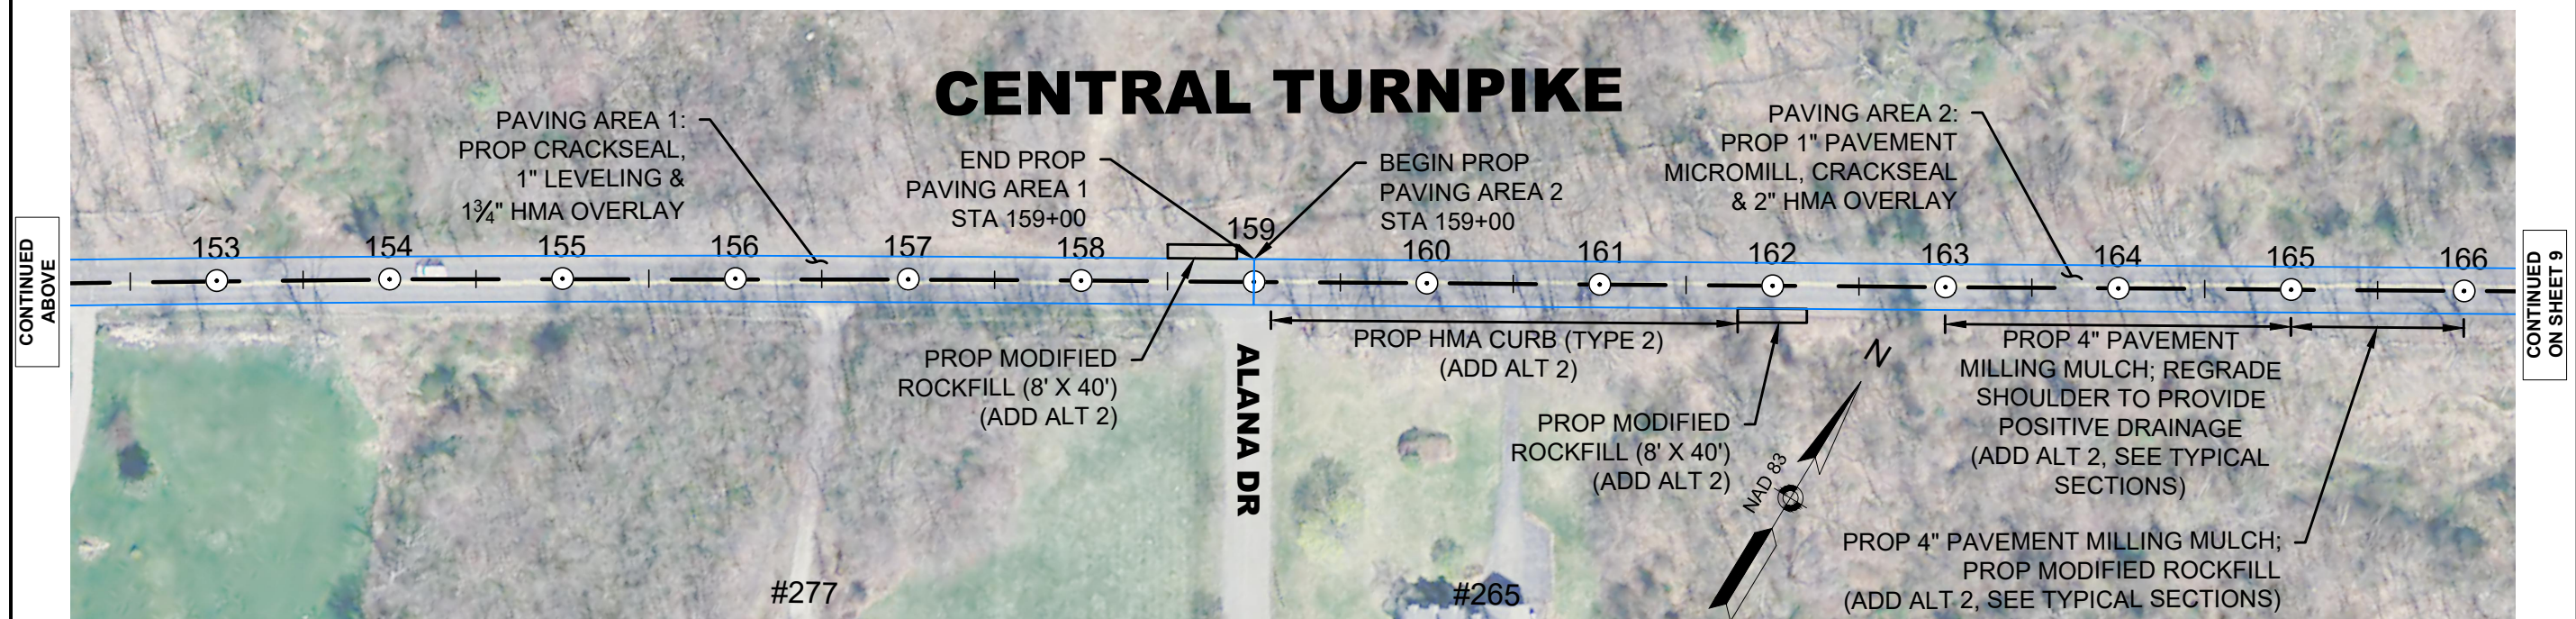 CENTRAL TURNPIKE
PAVING AREA 1:
PROP CRACKSEAL,
1" LEVELING &
1¾" HMA OVERLAY
END PROP
PAVING AREA 1
STA 159+00
BEGIN PROP
PAVING AREA 2
STA 159+00
PAVING AREA 2:
PROP 1" PAVEMENT
MICROMILL, CRACKSEAL
& 2" HMA OVERLAY
153 154 155 156 157 158 159 160 161 162 163 164 165 166
CONTINUED
ABOVE
CONTINUED
ON SHEET 9
PROP MODIFIED
ROCKFILL (8' X 40')
(ADD ALT 2)
ALANA DR
PROP HMA CURB (TYPE 2)
(ADD ALT 2)
PROP MODIFIED
ROCKFILL (8' X 40')
(ADD ALT 2)
N
NAD 83
PROP 4" PAVEMENT
MILLING MULCH; REGRADE
SHOULDER TO PROVIDE
POSITIVE DRAINAGE
(ADD ALT 2, SEE TYPICAL
SECTIONS)
PROP 4" PAVEMENT MILLING MULCH;
PROP MODIFIED ROCKFILL
(ADD ALT 2, SEE TYPICAL SECTIONS)
#277
#265